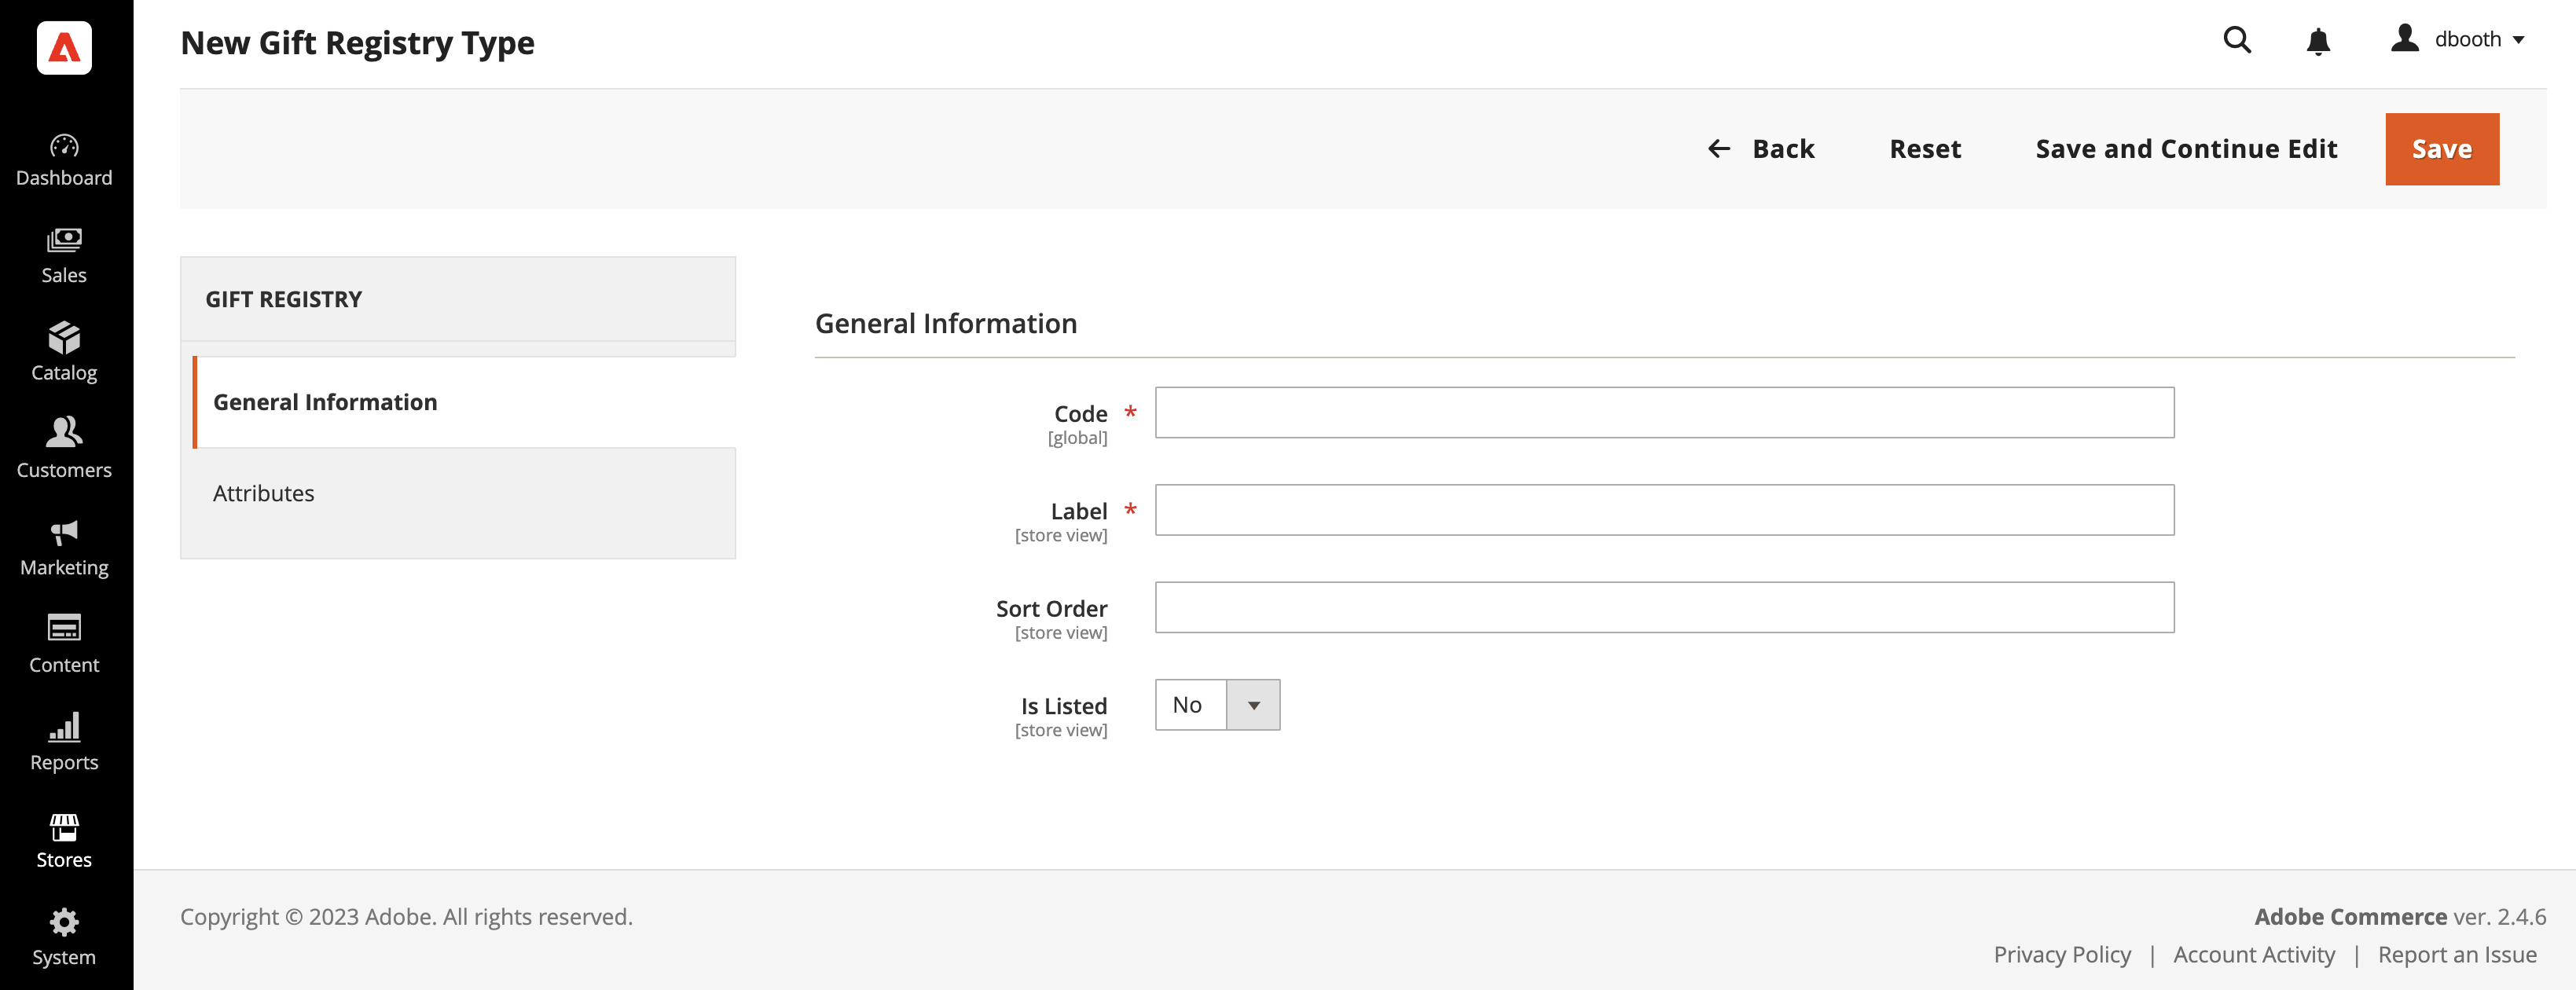 New Gift Registry Type
dbooth
Back
Reset
Save and Continue Edit
Save
Dashboard
Sales
Catalog
Customers
Marketing
Content
Reports
Stores
System
GIFT REGISTRY
General Information
Attributes
General Information
Code *
[global]
Label *
[store view]
Sort Order
[store view]
Is Listed No
[store view]
Copyright © 2023 Adobe. All rights reserved.
Adobe Commerce ver. 2.4.6
Privacy Policy | Account Activity | Report an Issue